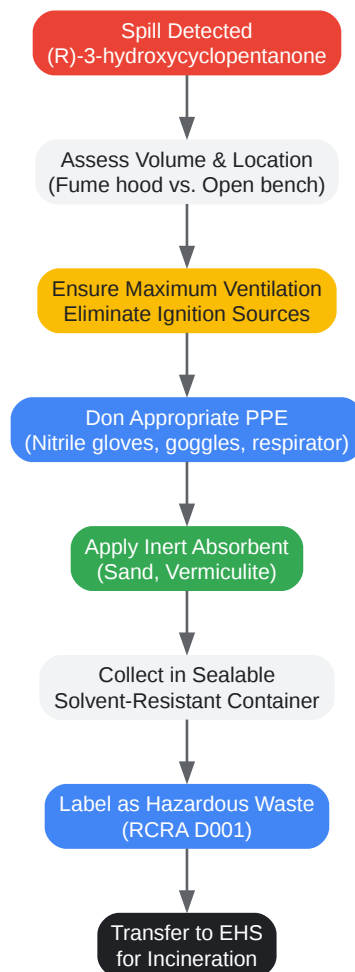 Spill Detected
(R)-3-hydroxycyclopentanone
Assess Volume & Location
(Fume hood vs. Open bench)
Ensure Maximum Ventilation
Eliminate Ignition Sources
Don Appropriate PPE
(Nitrile gloves, goggles, respirator)
Apply Inert Absorbent
(Sand, Vermiculite)
Collect in Sealable
Solvent-Resistant Container
Label as Hazardous Waste
(RCRA D001)
Transfer to EHS
for Incineration